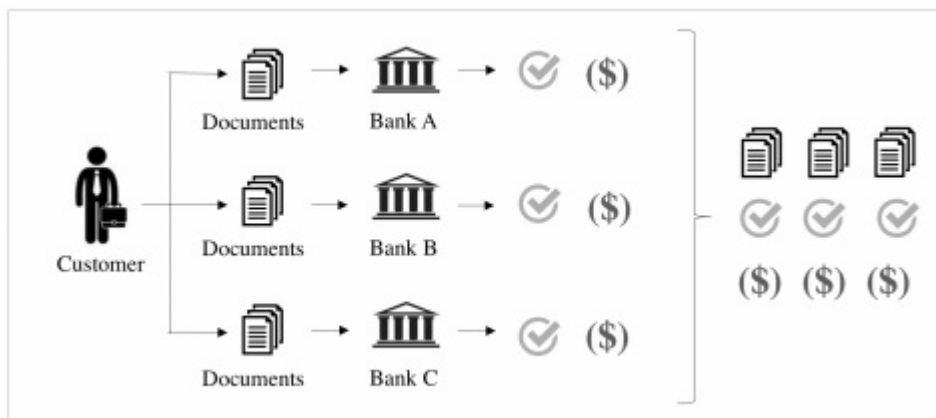 ($)
Documents
Bank A
($)
Customer
Documents
Bank B
($)
Documents
Bank C
($) ($) ($)